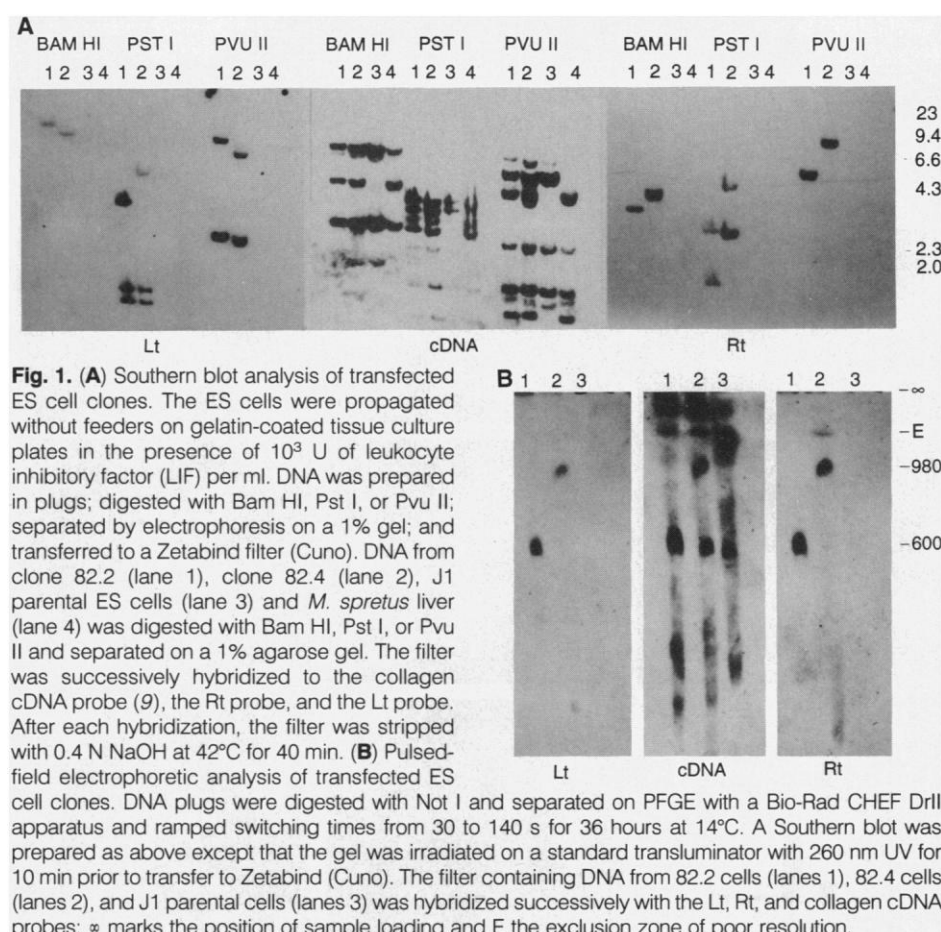 A
BAM HI PST I PVU II BAM HI PST I PVU II BAM HI PST I PVU II
1 2 3 4 1 2 3 4 1 2 3 4 1 2 3 4 1 2 3 4 1 2 3 4 1 2 3 4 1 2 3 4 1 2 3 4
23
9.4
6.6
4.3
2.3
2.0
Lt cDNA Rt
Fig. 1. (A) Southern blot analysis of transfected
ES cell clones. The ES cells were propagated
without feeders on gelatin-coated tissue culture
plates in the presence of 10³ U of leukocyte
inhibitory factor (LIF) per ml. DNA was prepared
in plugs; digested with Bam HI, Pst I, or Pvu II;
separated by electrophoresis on a 1% gel; and
transferred to a Zetabind filter (Cuno). DNA from
clone 82.2 (lane 1), clone 82.4 (lane 2), J1
parental ES cells (lane 3) and M. spretus liver
(lane 4) was digested with Bam HI, Pst I, or Pvu
II and separated on a 1% agarose gel. The filter
was successively hybridized to the collagen
cDNA probe (9), the Rt probe, and the Lt probe.
After each hybridization, the filter was stripped
with 0.4 N NaOH at 42°C for 40 min. (B) Pulsed-
field electrophoretic analysis of transfected ES
cell clones. DNA plugs were digested with Not I and separated on PFGE with a Bio-Rad CHEF DrII
apparatus and ramped switching times from 30 to 140 s for 36 hours at 14°C. A Southern blot was
prepared as above except that the gel was irradiated on a standard transluminator with 260 nm UV for
10 min prior to transfer to Zetabind (Cuno). The filter containing DNA from 82.2 cells (lanes 1), 82.4 cells
(lanes 2), and J1 parental cells (lanes 3) was hybridized successively with the Lt, Rt, and collagen cDNA
probes; ∞ marks the position of sample loading and E the exclusion zone of poor resolution.
B
1 2 3 1 2 3 1 2 3
-∞
-E
-980
-600
Lt cDNA Rt